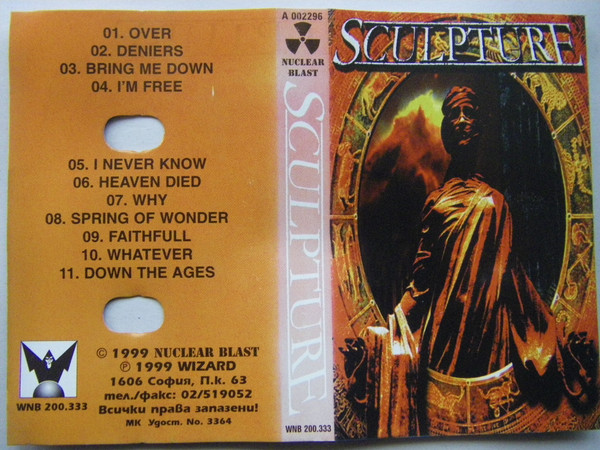 01. OVER
02. DENIERS
03. BRING ME DOWN
04. I'M FREE
05. I NEVER KNOW
06. HEAVEN DIED
07. WHY
08. SPRING OF WONDER
09. FAITHFULL
10. WHATEVER
11. DOWN THE AGES
© 1999 NUCLEAR BLAST
℗ 1999 WIZARD
1606 София, П.к. 63
тел./факс: 02/519052
Всички права запазени!
МК Удост. No. 3364
WNB 200.333
A 002296
NUCLEAR
BLAST
SCULPTURE
WNB 200.333
SCULPTURE